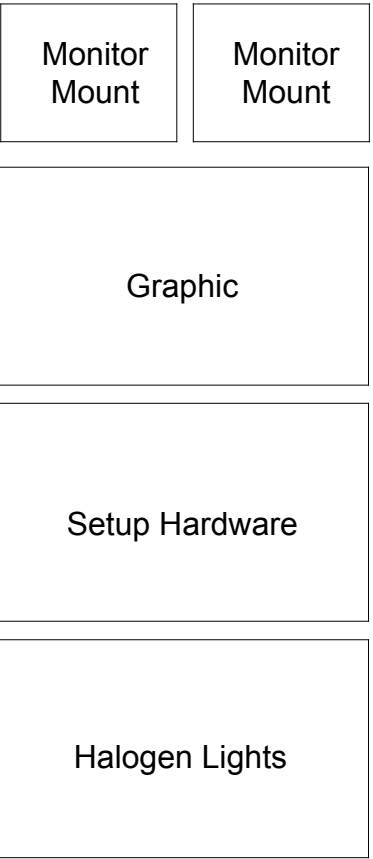 Monitor
Mount
Monitor
Mount
Graphic
Setup Hardware
Halogen Lights